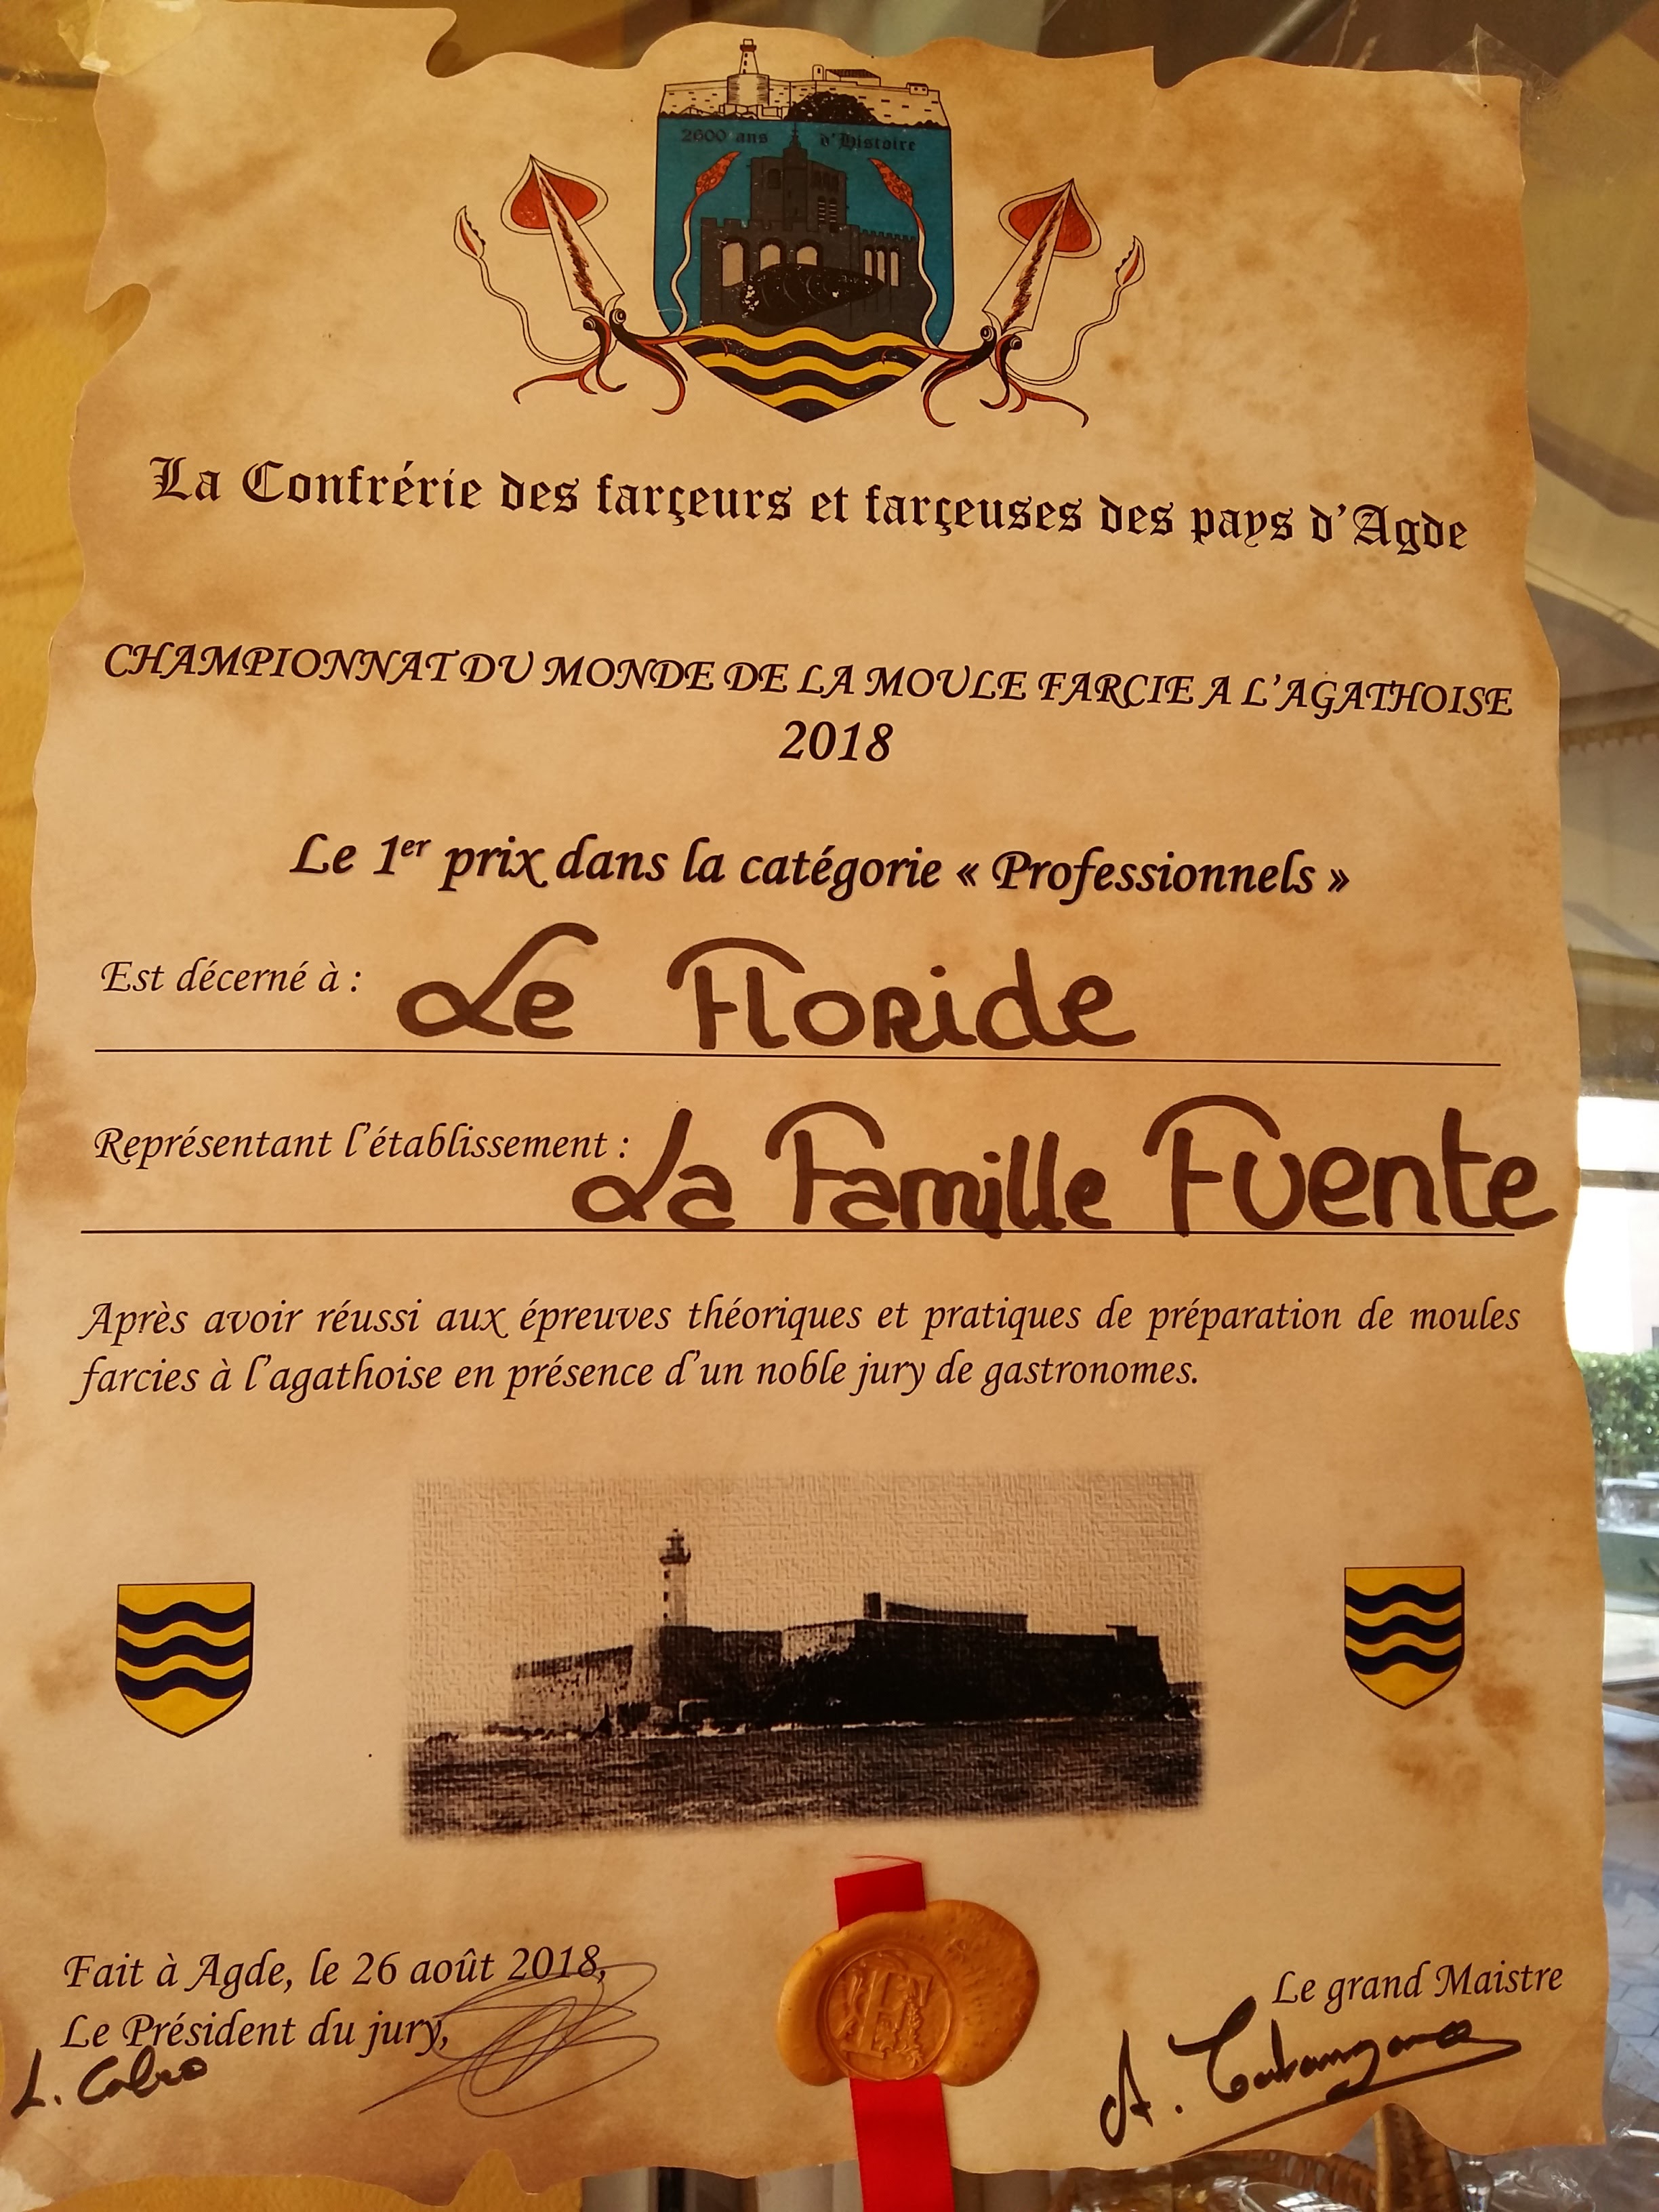 2600 ans d'Histoire
La Confrérie des farçeurs et farçeuses des pays d'Agde
CHAMPIONNAT DU MONDE DE LA MOULE FARCIE A L'AGATHOISE
2018
Le 1er prix dans la catégorie « Professionnels »
Est décerné à : Le Floride
Représentant l'établissement : La Famille Fuente
Après avoir réussi aux épreuves théoriques et pratiques de préparation de moules
farcies à l'agathoise en présence d'un noble jury de gastronomes.
Fait à Agde, le 26 août 2018,
Le Président du jury,
Le grand Maistre
L.
A.